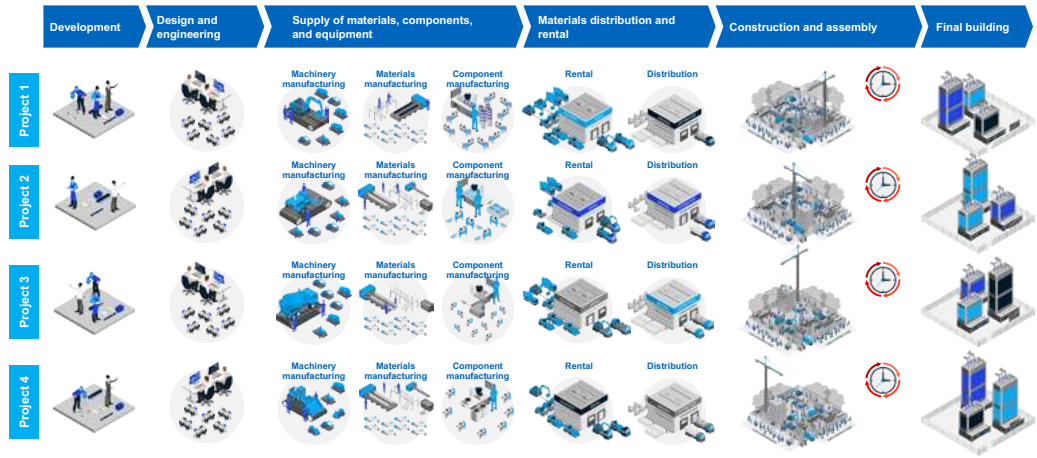 Development
Design and
engineering
Supply of materials, components,
and equipment
Materials distribution and
rental
Construction and assembly
Final building
Project 1
Machinery
manufacturing
Materials
manufacturing
Component
manufacturing
Rental
Distribution
Project 2
Machinery
manufacturing
Materials
manufacturing
Component
manufacturing
Rental
Distribution
Project 3
Machinery
manufacturing
Materials
manufacturing
Component
manufacturing
Rental
Distribution
Project 4
Machinery
manufacturing
Materials
manufacturing
Component
manufacturing
Rental
Distribution